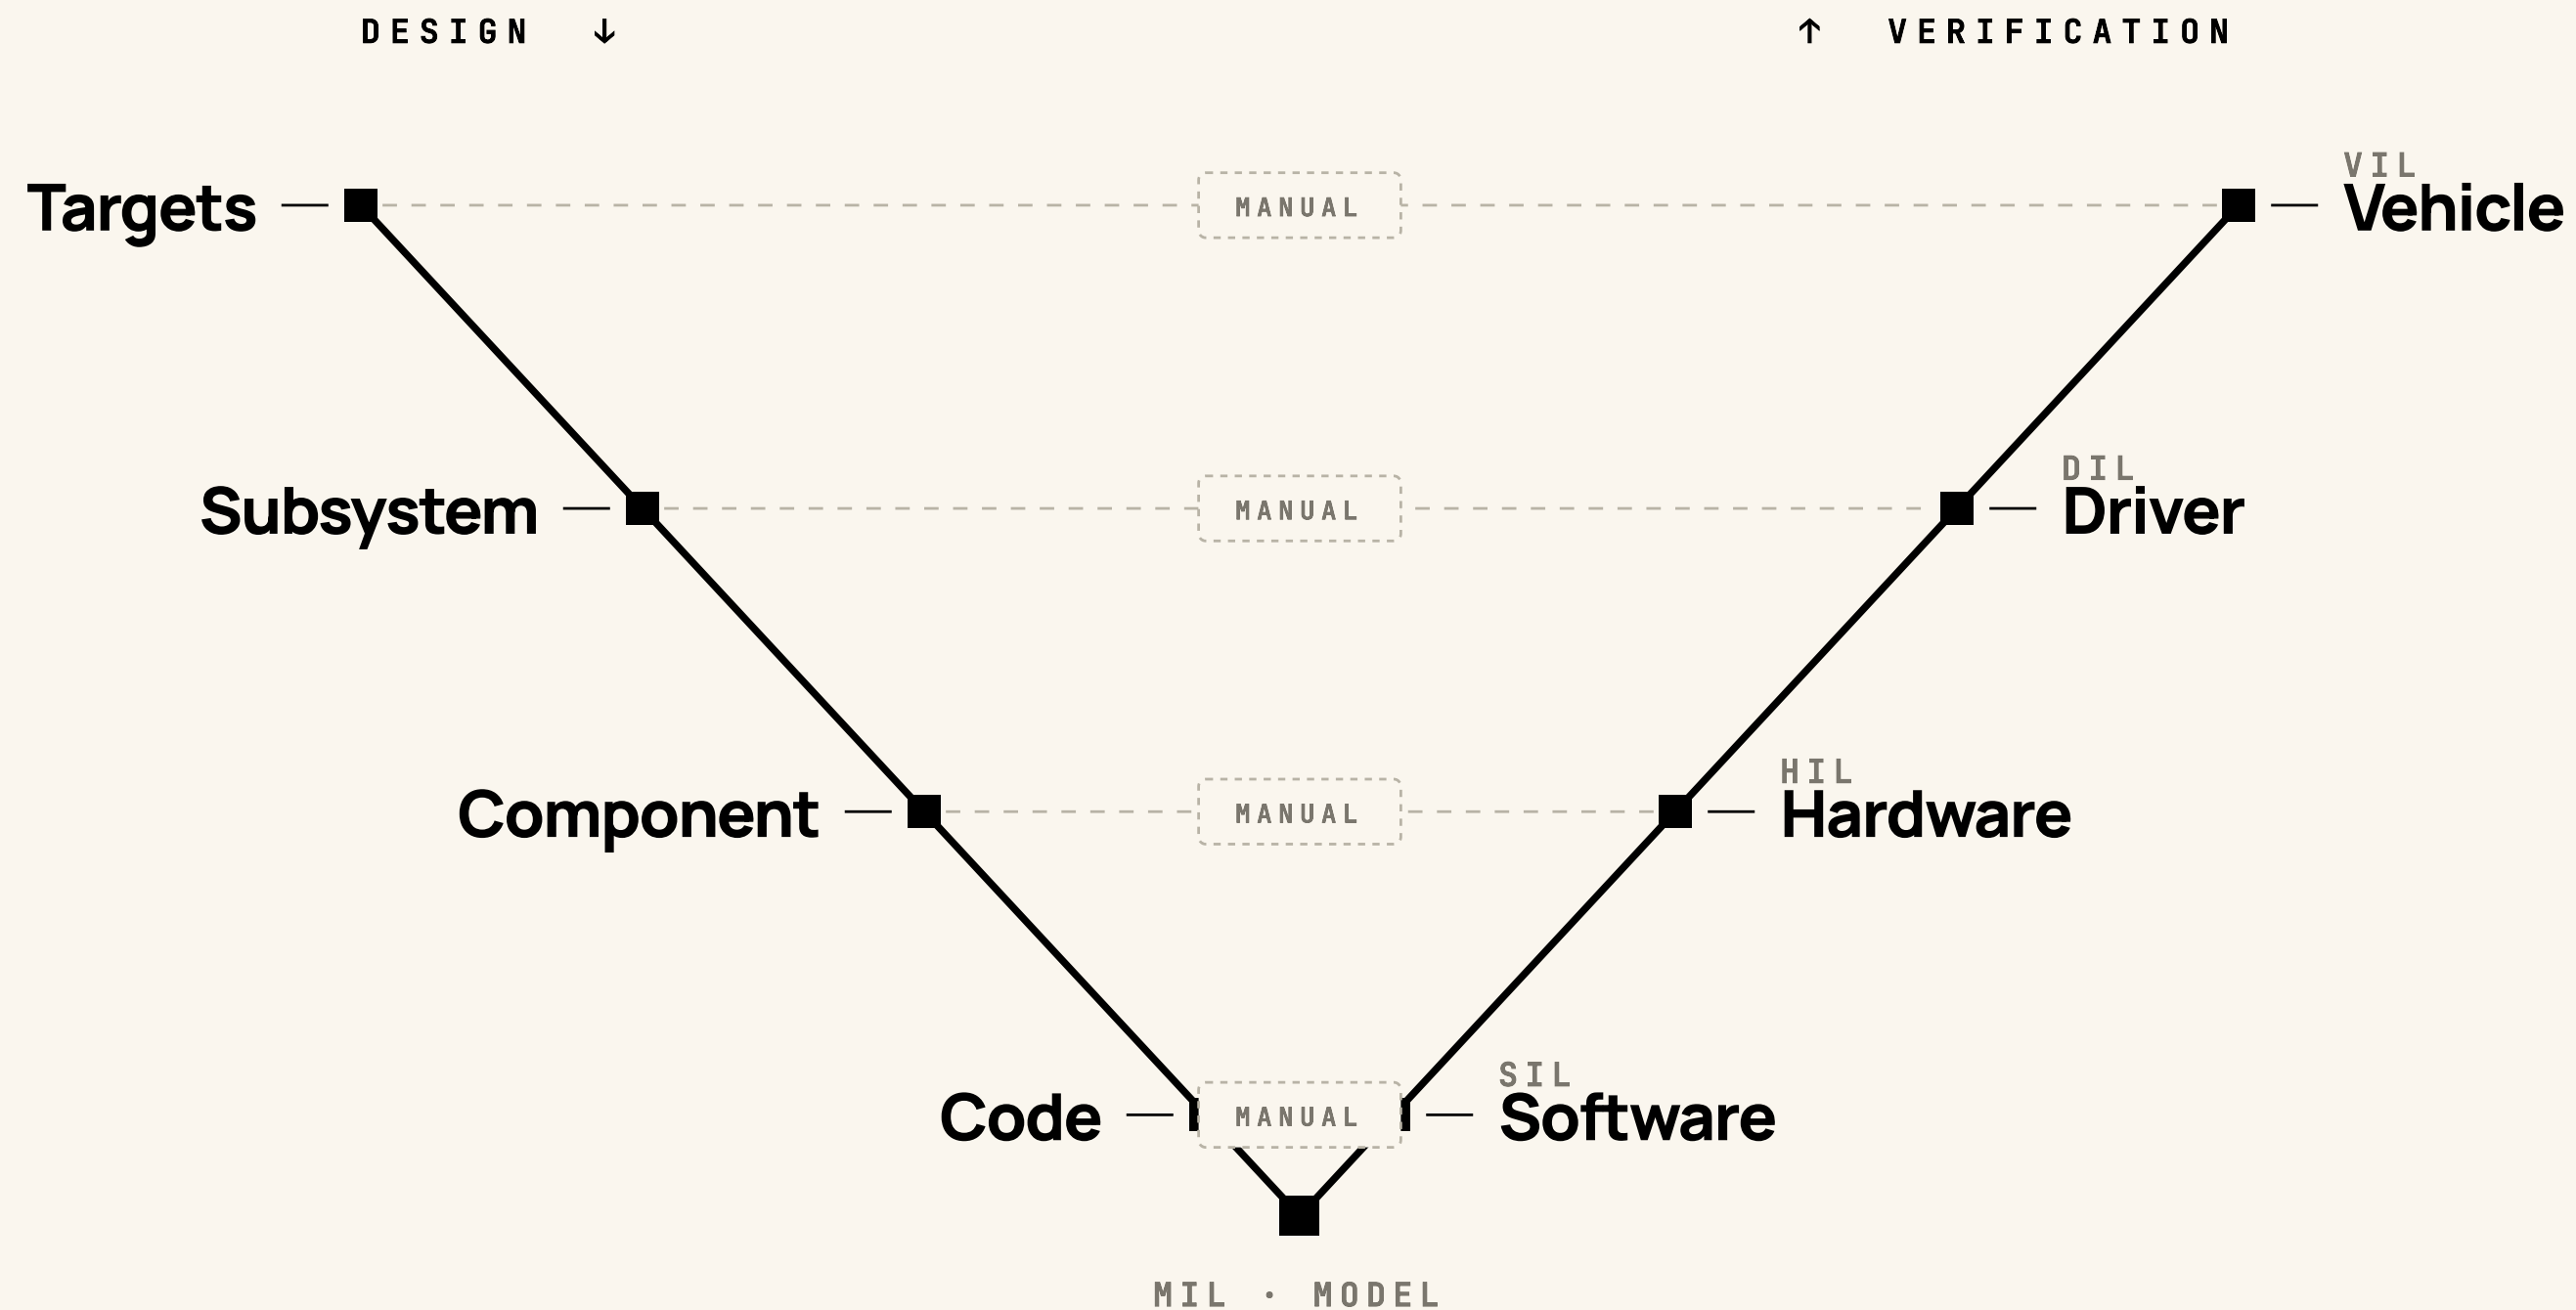 DESIGN ↓
↑ VERIFICATION
VIL
Targets
MANUAL
Vehicle
DIL
Subsystem
MANUAL
Driver
HIL
Component
MANUAL
Hardware
SIL
Code
MANUAL
Software
MIL · MODEL